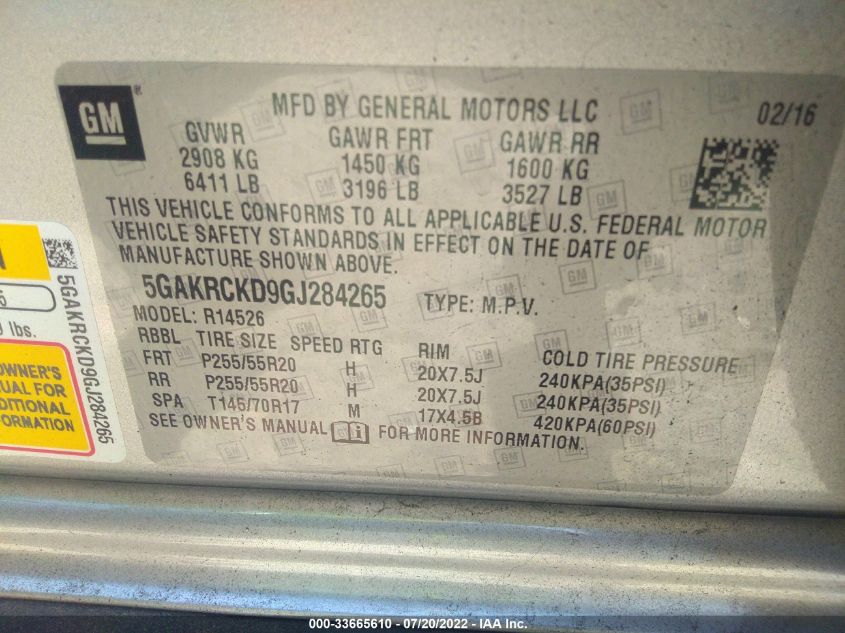 GM
MFD BY GENERAL MOTORS LLC
02/16
GVWR GAWR FRT GAWR RR
2908 KG 1450 KG 1600 KG
6411 LB 3196 LB 3527 LB
THIS VEHICLE CONFORMS TO ALL APPLICABLE U.S. FEDERAL MOTOR
VEHICLE SAFETY STANDARDS IN EFFECT ON THE DATE OF
MANUFACTURE SHOWN ABOVE.
5GAKRCKD9GJ284265 TYPE: M.P.V.
MODEL: R14526
RBBL TIRE SIZE SPEED RTG RIM COLD TIRE PRESSURE
FRT P255/55R20 H 20X7.5J 240KPA(35PSI)
RR P255/55R20 H 20X7.5J 240KPA(35PSI)
SPA T145/70R17 M 17X4.5B 420KPA(60PSI)
SEE OWNER'S MANUAL FOR MORE INFORMATION.
5GAKRCKD9GJ284265
lbs.
OWNER'S
FOR
000-33665610 - 07/20/2022 - IAA Inc.